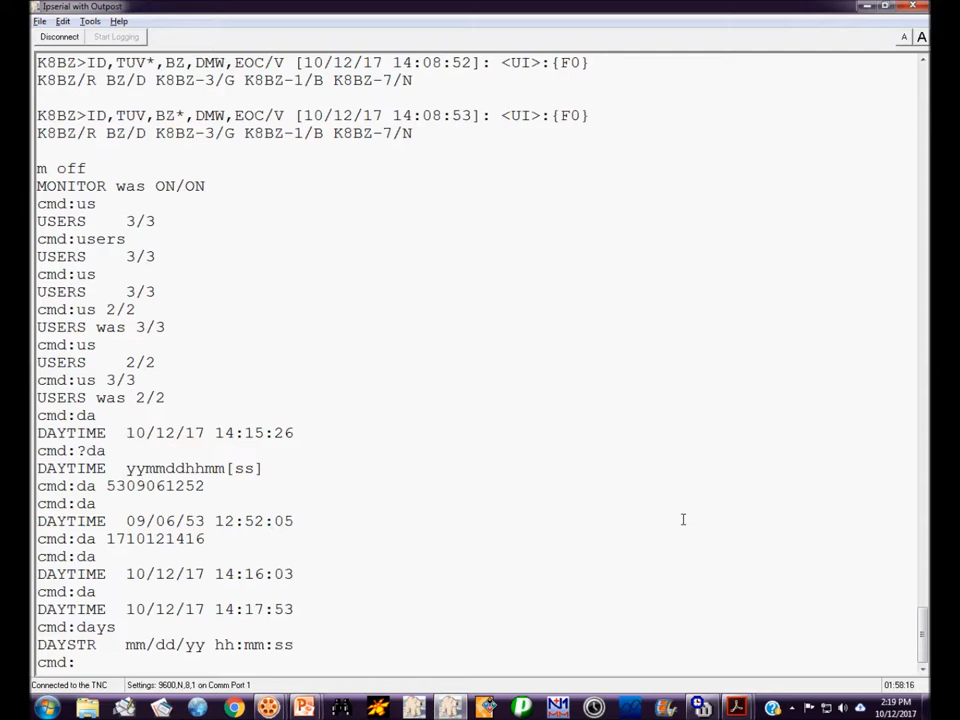 Ipserial with Outpost
File Edit Tools Help
Disconnect Start Logging A A
K8BZ>ID,TUV*,BZ,DMW,EOC/V [10/12/17 14:08:52]: <UI>:{F0}
K8BZ/R BZ/D K8BZ-3/G K8BZ-1/B K8BZ-7/N
K8BZ>ID,TUV,BZ*,DMW,EOC/V [10/12/17 14:08:53]: <UI>:{F0}
K8BZ/R BZ/D K8BZ-3/G K8BZ-1/B K8BZ-7/N
m off
MONITOR was ON/ON
cmd:us
USERS 3/3
cmd:users
USERS 3/3
cmd:us
USERS 3/3
cmd:us 2/2
USERS was 3/3
cmd:us
USERS 2/2
cmd:us 3/3
USERS was 2/2
cmd:da
DAYTIME 10/12/17 14:15:26
cmd:?da
DAYTIME yymmddhhmm[ss]
cmd:da 5309061252
cmd:da
DAYTIME 09/06/53 12:52:05
cmd:da 1710121416
cmd:da
DAYTIME 10/12/17 14:16:03
cmd:da
DAYTIME 10/12/17 14:17:53
cmd:days
DAYSTR mm/dd/yy hh:mm:ss
cmd:
Connected to the TNC Settings: 9600,N,8,1 on Comm Port 1 01:58:16
2:19 PM
10/12/2017